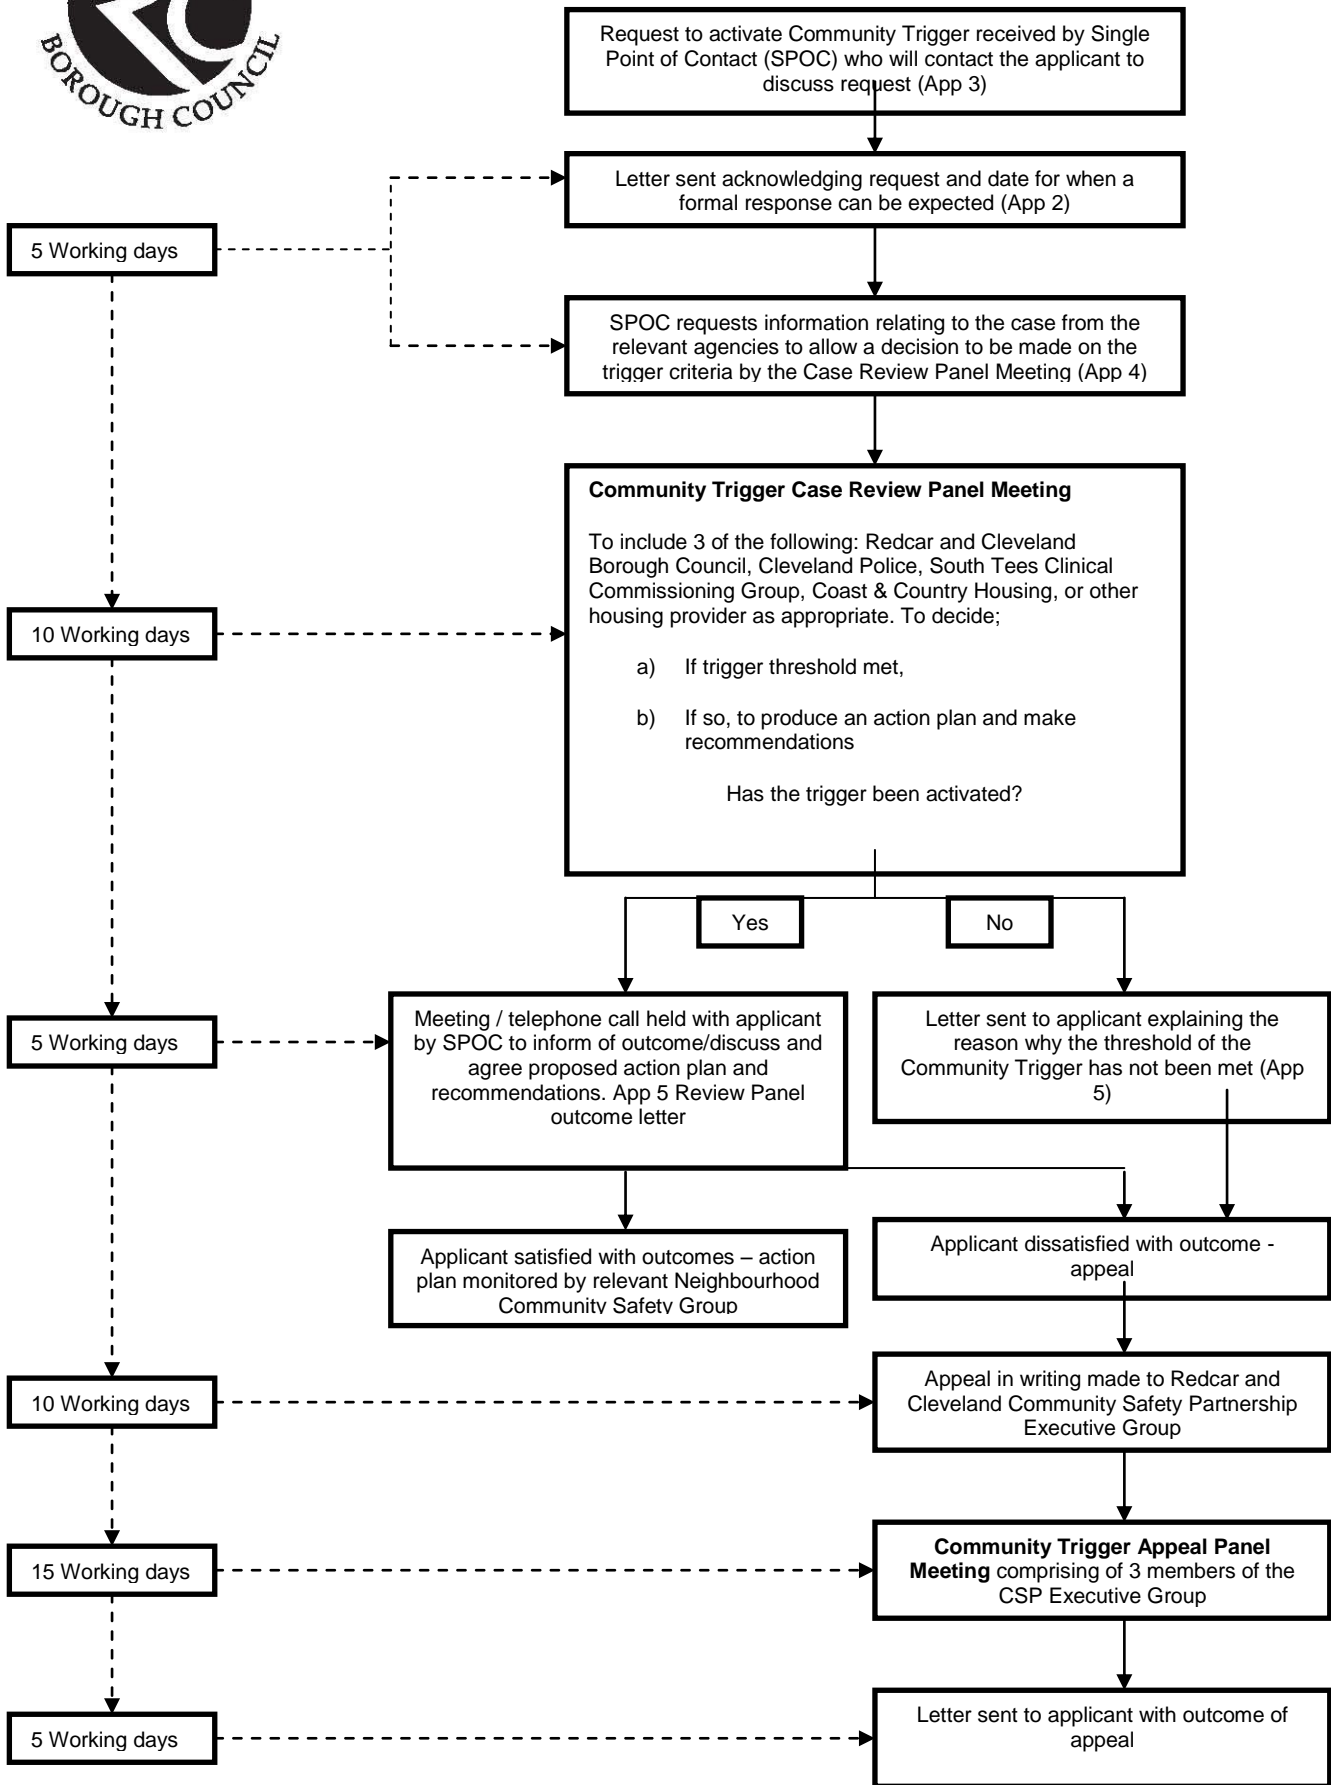 BOROUGH COUNCIL
Request to activate Community Trigger received by Single
Point of Contact (SPOC) who will contact the applicant to
discuss request (App 3)
Letter sent acknowledging request and date for when a
formal response can be expected (App 2)
5 Working days
SPOC requests information relating to the case from the
relevant agencies to allow a decision to be made on the
trigger criteria by the Case Review Panel Meeting (App 4)
Community Trigger Case Review Panel Meeting
To include 3 of the following: Redcar and Cleveland
Borough Council, Cleveland Police, South Tees Clinical
Commissioning Group, Coast & Country Housing, or other
housing provider as appropriate. To decide;
10 Working days
a) If trigger threshold met,
b) If so, to produce an action plan and make
recommendations
Has the trigger been activated?
Yes
No
5 Working days
Meeting / telephone call held with applicant
by SPOC to inform of outcome/discuss and
agree proposed action plan and
recommendations. App 5 Review Panel
outcome letter
Letter sent to applicant explaining the
reason why the threshold of the
Community Trigger has not been met (App
5)
Applicant satisfied with outcomes – action
plan monitored by relevant Neighbourhood
Community Safety Group
Applicant dissatisfied with outcome -
appeal
10 Working days
Appeal in writing made to Redcar and
Cleveland Community Safety Partnership
Executive Group
15 Working days
Community Trigger Appeal Panel
Meeting comprising of 3 members of the
CSP Executive Group
5 Working days
Letter sent to applicant with outcome of
appeal